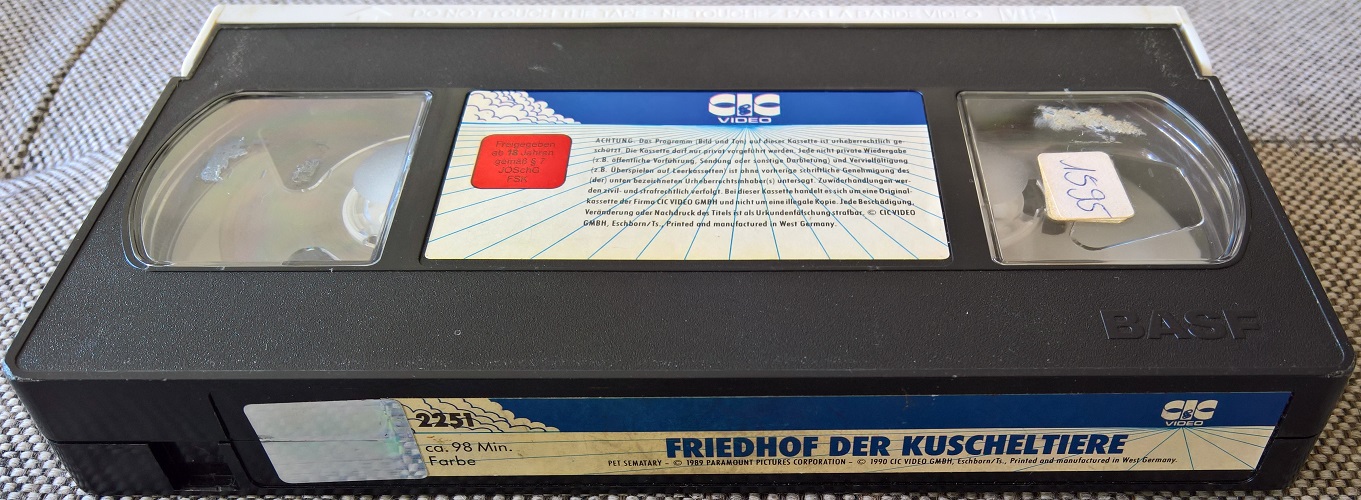 DO NOT TOUCH THE TAPE · NE TOUCHEZ PAS LA BANDE VIDEO VHS
CIC
VIDEO
Freigegeben
ab 18 Jahren
gemäß § 7
JÖSchG
FSK
ACHTUNG. Das Programm (Bild und Ton) auf dieser Kassette ist urheberrechtlich ge-
schützt. Die Kassette darf nur privat vorgeführt werden. Jede nicht private Wiedergabe
(z.B. öffentliche Vorführung, Sendung oder sonstige Darbietung) und Vervielfältigung
(z.B. Überspielen auf Leerkassetten) ist ohne vorherige schriftliche Genehmigung des
(der) unten bezeichneten Urheberrechtsinhaber(s) untersagt. Zuwiderhandlungen wer-
den zivil- und strafrechtlich verfolgt. Bei dieser Kassette handelt es sich um eine Original-
kassette der Firma CIC VIDEO GMBH und nicht um eine illegale Kopie. Jede Beschädigung,
Veränderung oder Nachdruck des Titels ist als Urkundenfälschung strafbar. © CIC VIDEO
GMBH, Eschborn/Ts., Printed and manufactured in West Germany.
1595
BASF
2251
ca. 98 Min.
Farbe
CIC
VIDEO
FRIEDHOF DER KUSCHELTIERE
PET SEMATARY – © 1989 PARAMOUNT PICTURES CORPORATION – © 1990 CIC VIDEO GMBH, Eschborn/Ts., Printed and manufactured in West Germany.